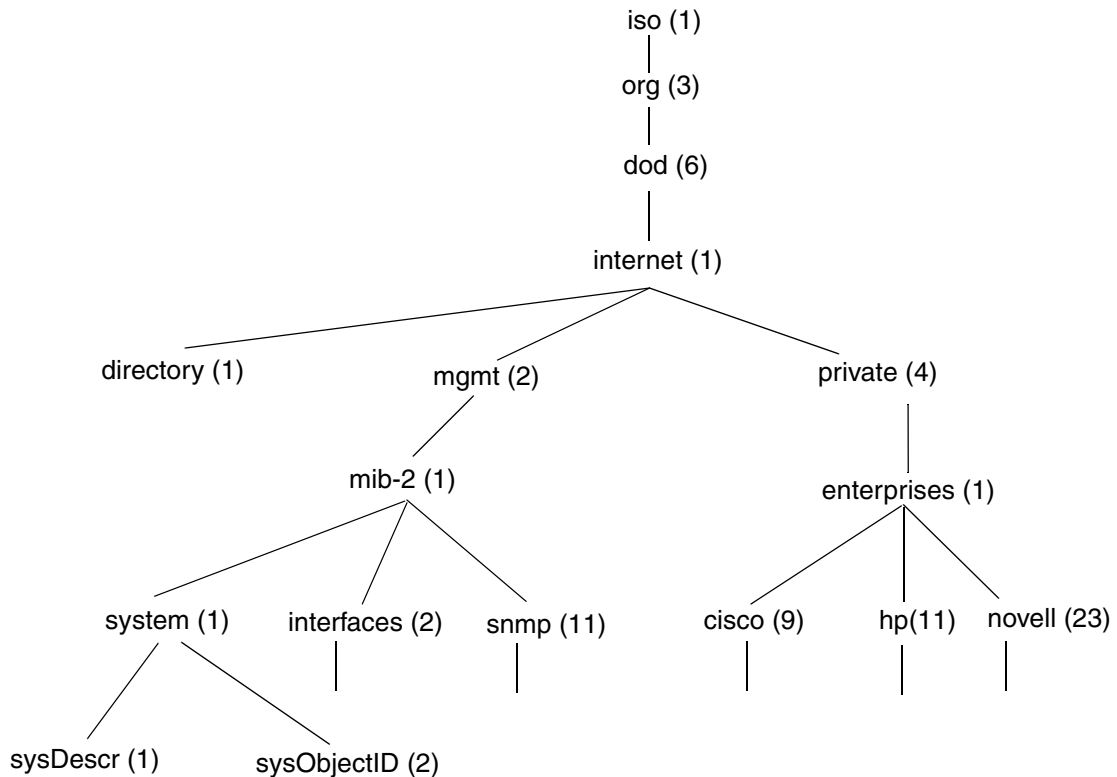 iso (1)
org (3)
dod (6)
internet (1)
directory (1)
mgmt (2)
private (4)
mib-2 (1)
enterprises (1)
system (1)
interfaces (2)
snmp (11)
cisco (9)
hp(11)
novell (23)
sysDescr (1)
sysObjectID (2)